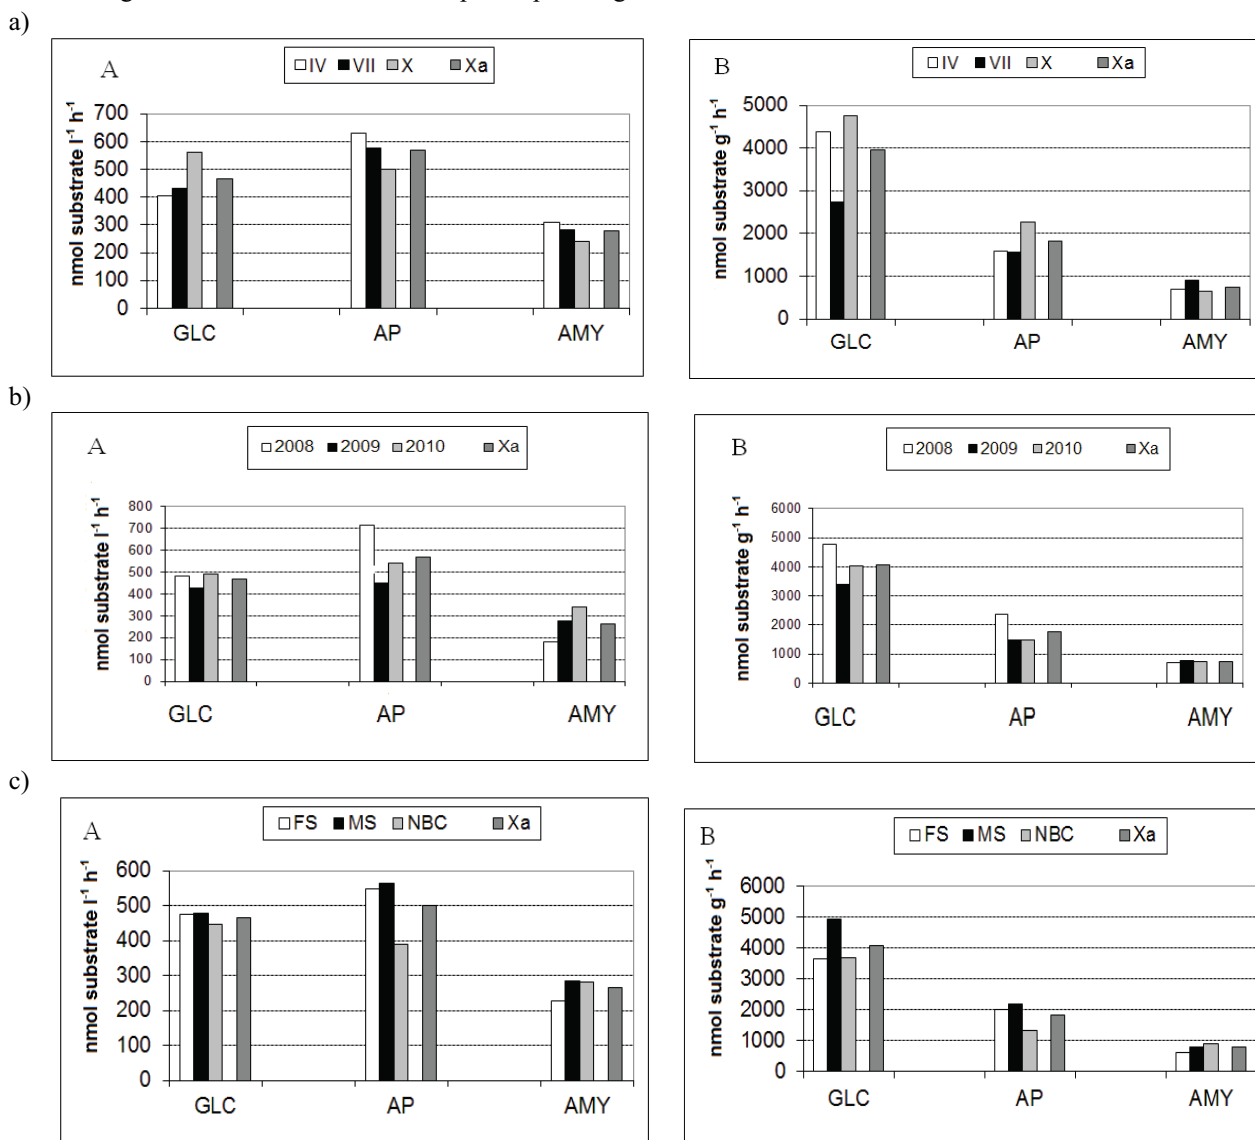 a)
A
IV VII X Xa
nmol substrate l-1 h-1
700
600
500
400
300
200
100
0
GLC AP AMY
B
IV VII X Xa
nmol substrate g-1 h-1
5000
4000
3000
2000
1000
0
GLC AP AMY
b)
A
2008 2009 2010 Xa
nmol substrate l-1 h-1
800
700
600
500
400
300
200
100
0
GLC AP AMY
B
2008 2009 2010 Xa
nmol substrate g-1 h-1
6000
5000
4000
3000
2000
1000
0
GLC AP AMY
c)
A
FS MS NBC Xa
nmol substrate l-1 h-1
600
500
400
300
200
100
0
GLC AP AMY
B
FS MS NBC Xa
nmol substrate g-1 h-1
6000
5000
4000
3000
2000
1000
0
GLC AP AMY